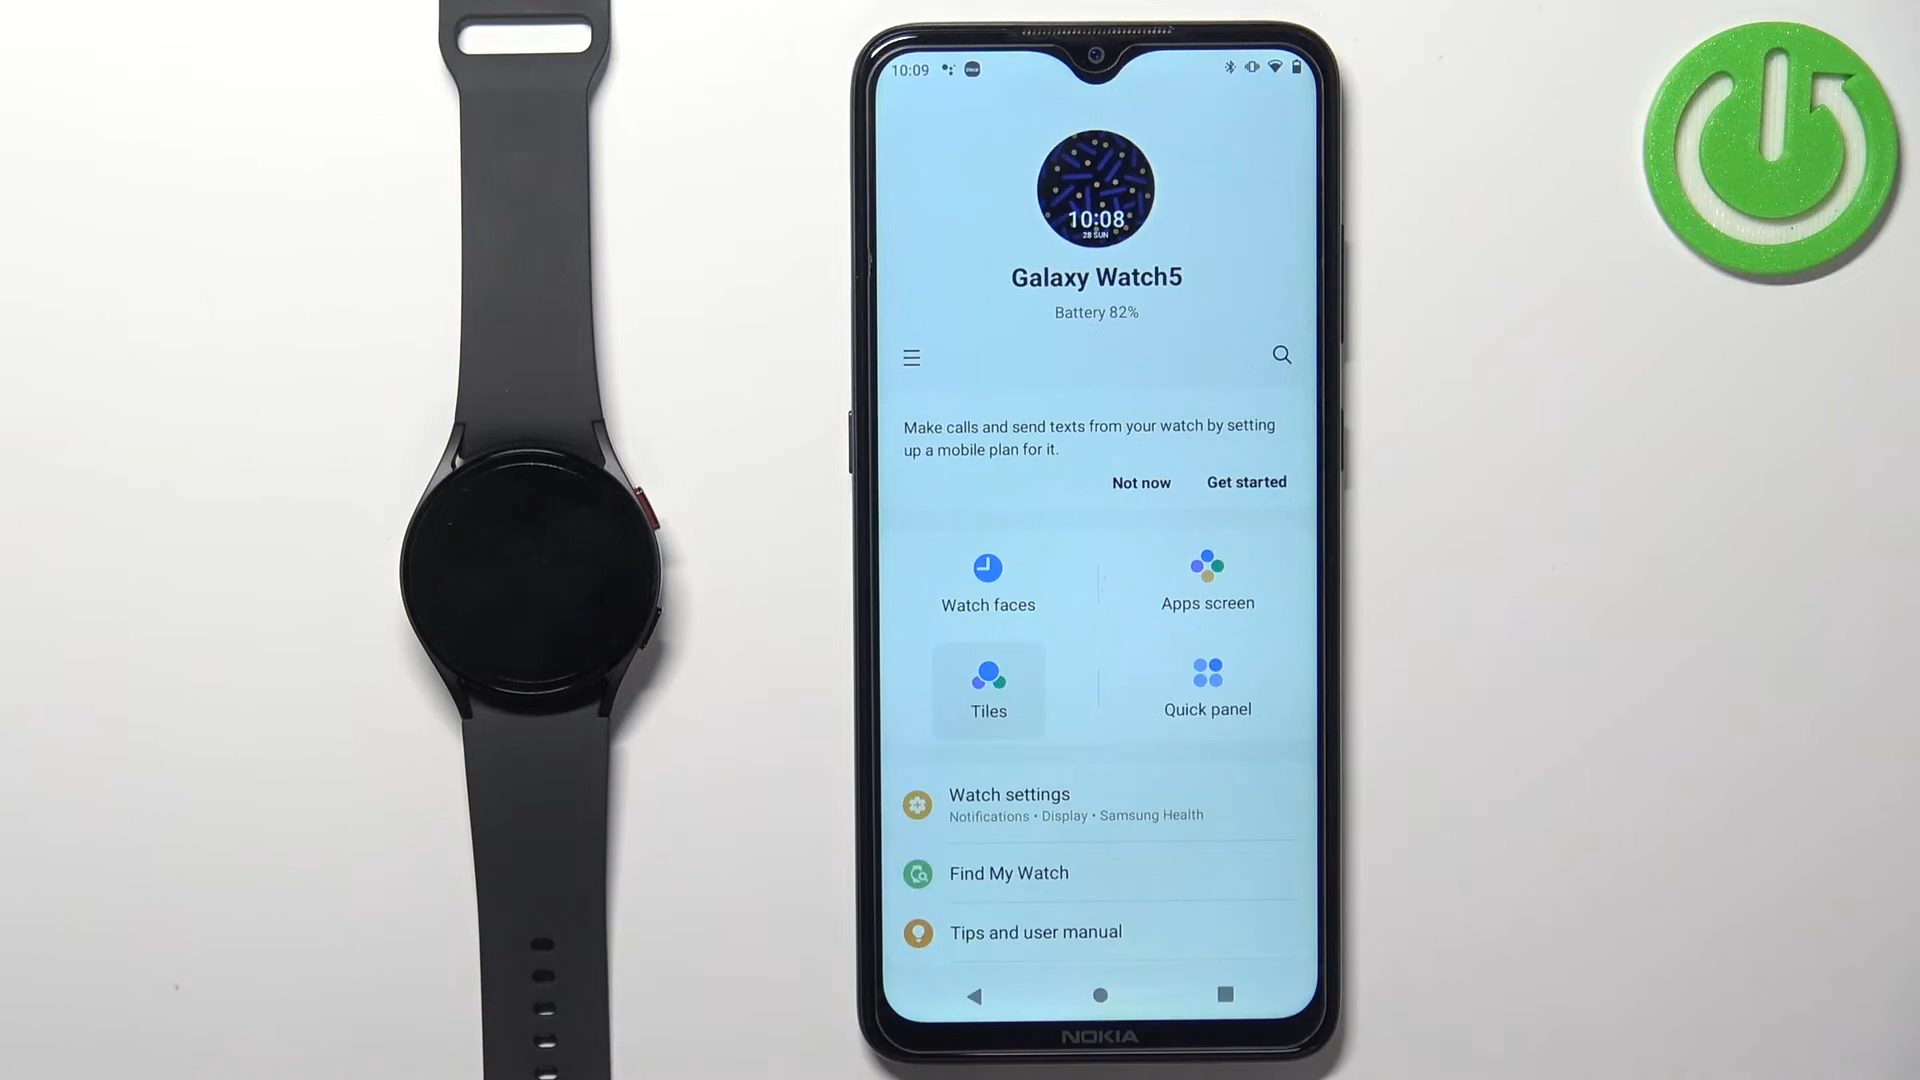 10:09
10:08
28 SUN
Galaxy Watch5
Battery 82%
Make calls and send texts from your watch by setting
up a mobile plan for it.
Not now
Get started
Watch faces
Apps screen
Tiles
Quick panel
Watch settings
Notifications • Display • Samsung Health
Find My Watch
Tips and user manual
NOKIA